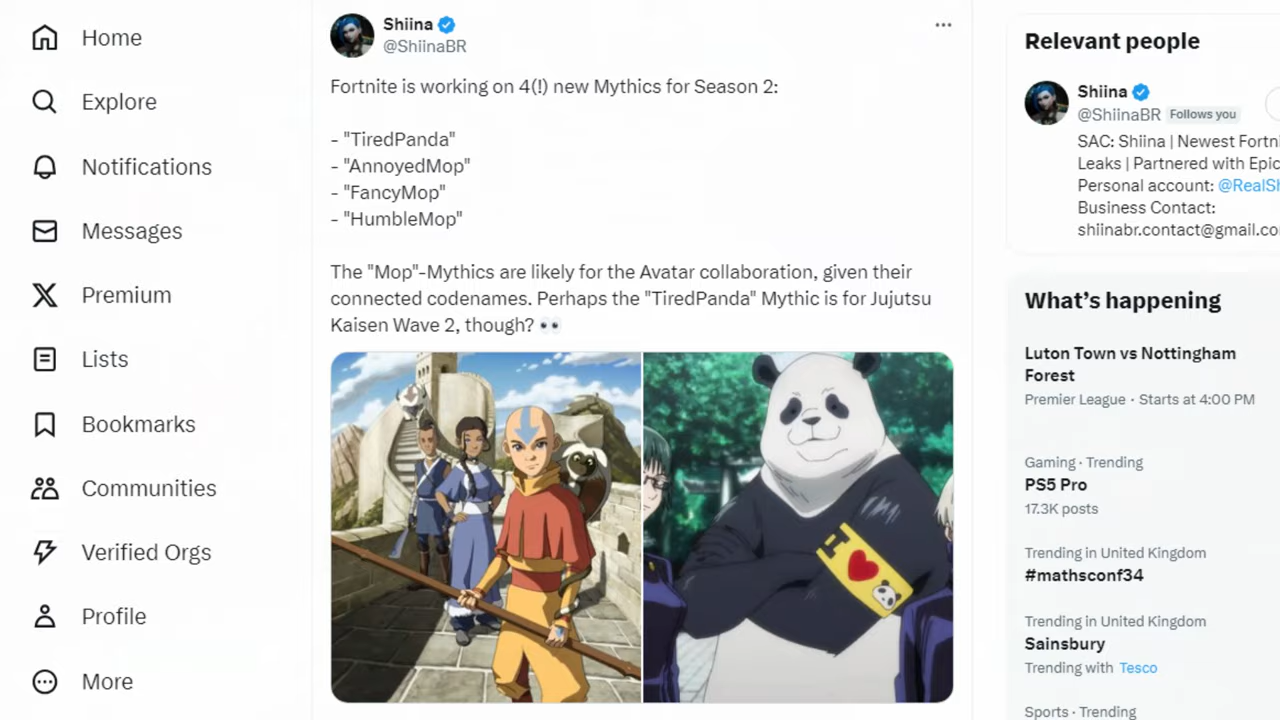 Home
Explore
Notifications
Messages
Premium
Lists
Bookmarks
Communities
Verified Orgs
Profile
More
Shiina
@ShiinaBR
Fortnite is working on 4(!) new Mythics for Season 2:
- "TiredPanda"
- "AnnoyedMop"
- "FancyMop"
- "HumbleMop"
The "Mop"-Mythics are likely for the Avatar collaboration, given their
connected codenames. Perhaps the "TiredPanda" Mythic is for Jujutsu
Kaisen Wave 2, though? 👀
I
Relevant people
Shiina
@ShiinaBR Follows you
SAC: Shiina | Newest Fortni
Leaks | Partnered with Epic
Personal account: @RealSh
Business Contact:
shiinabr.contact@gmail.co
What’s happening
Luton Town vs Nottingham
Forest
Premier League · Starts at 4:00 PM
Gaming · Trending
PS5 Pro
17.3K posts
Trending in United Kingdom
#mathsconf34
Trending in United Kingdom
Sainsbury
Trending with Tesco
Sports · Trending